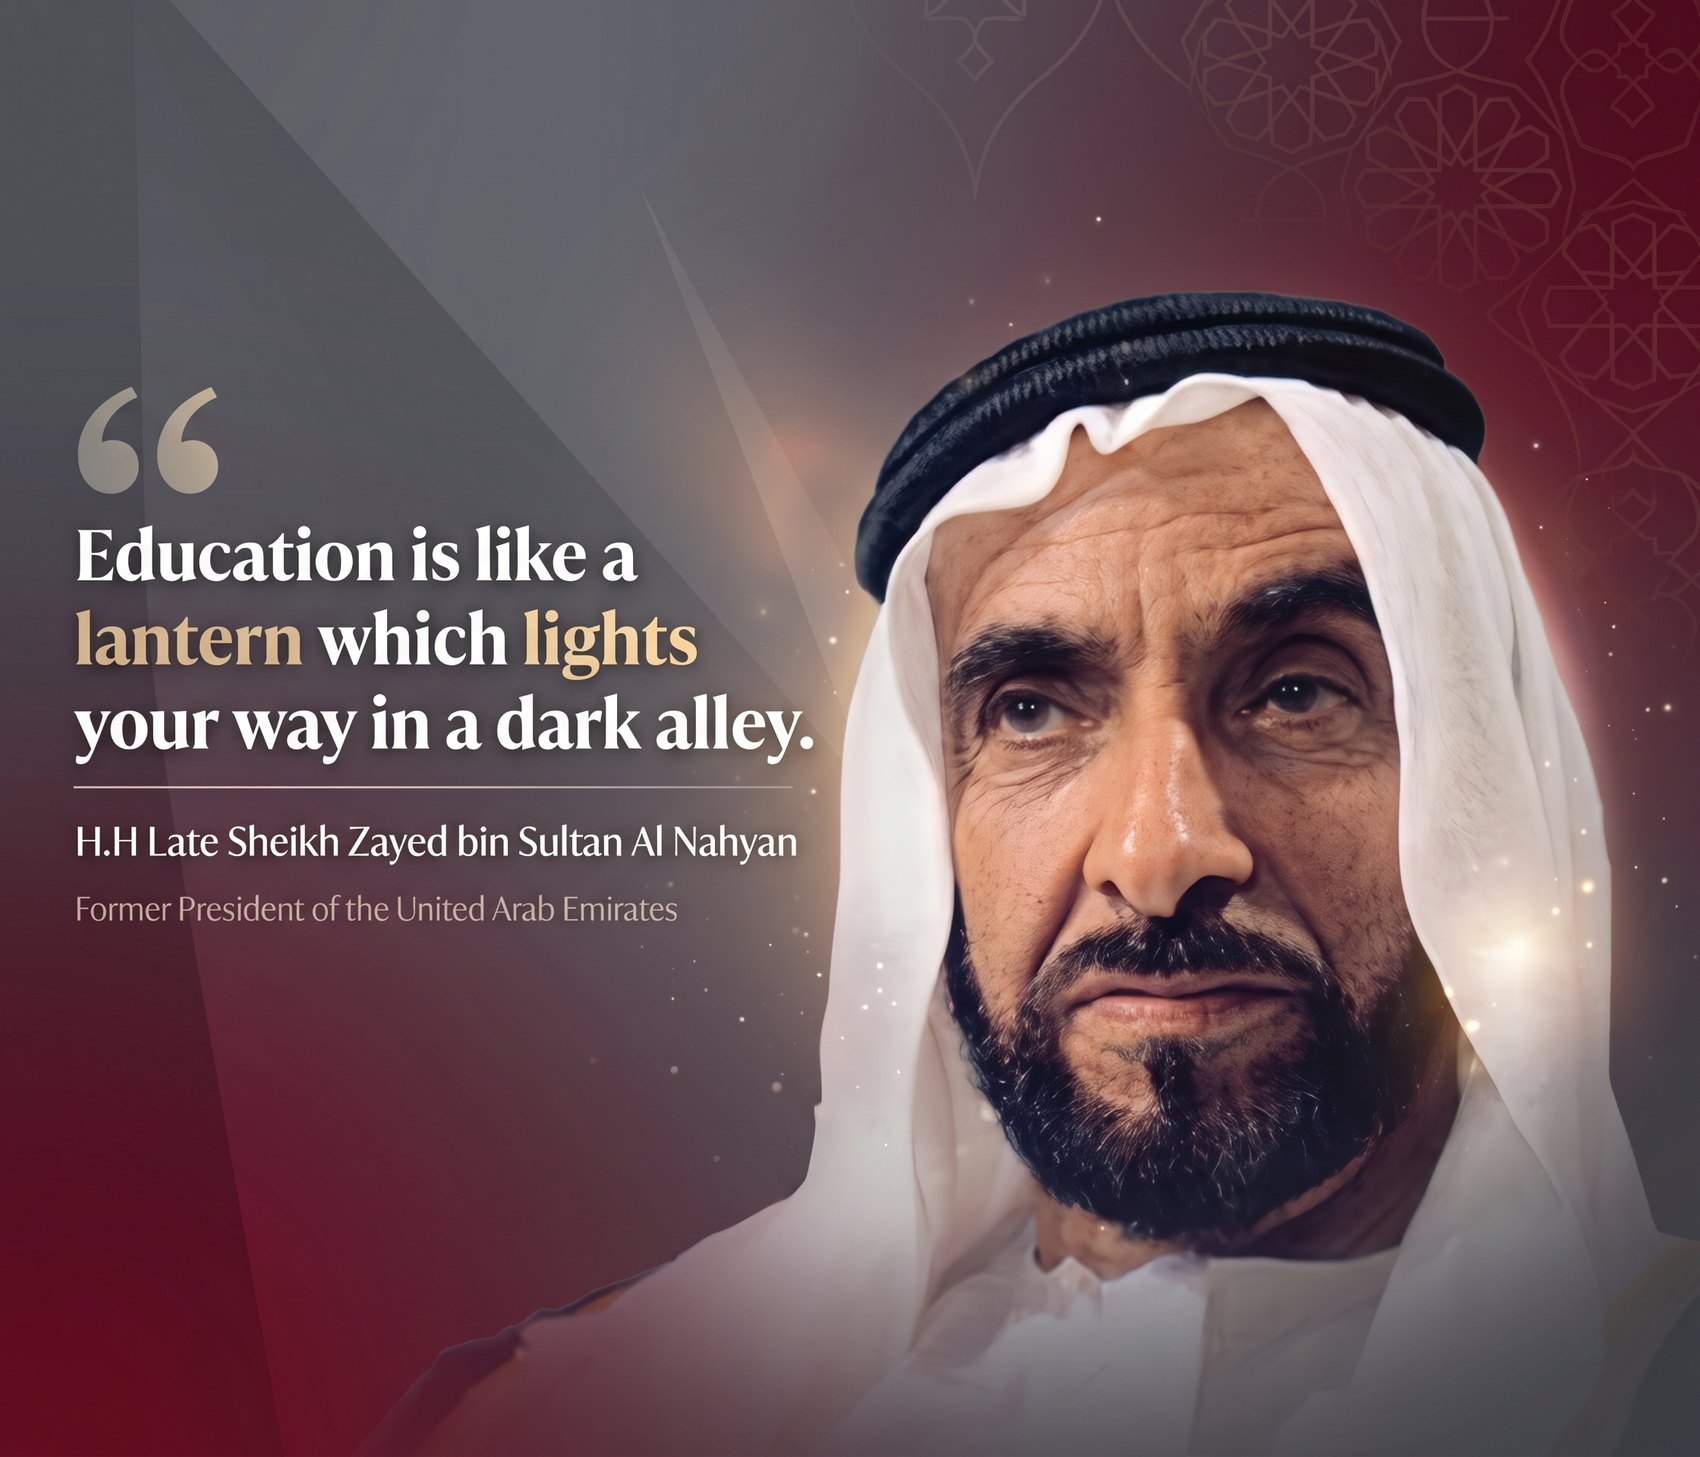 “
Education is like a
lantern which lights
your way in a dark alley.
H.H Late Sheikh Zayed bin Sultan Al Nahyan
Former President of the United Arab Emirates